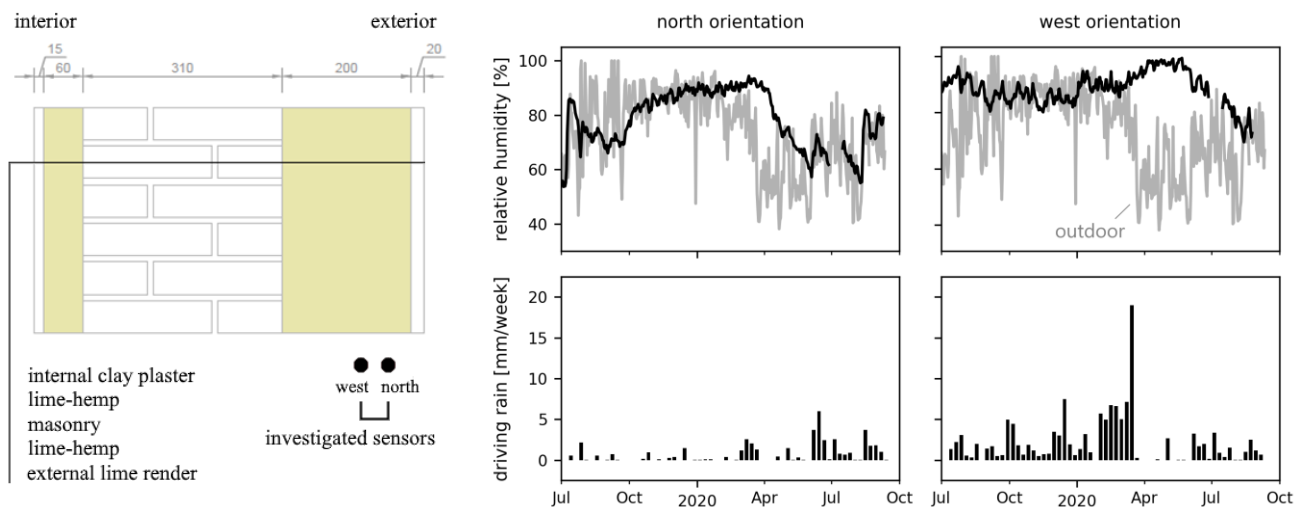 interior exterior
15 20
60 310 200
internal clay plaster
lime-hemp
masonry
lime-hemp
external lime render
west north
investigated sensors
north orientation
relative humidity [%]
100
80
60
40
west orientation
outdoor
driving rain [mm/week]
20
15
10
5
0
Jul Oct 2020 Apr Jul Oct
Jul Oct 2020 Apr Jul Oct